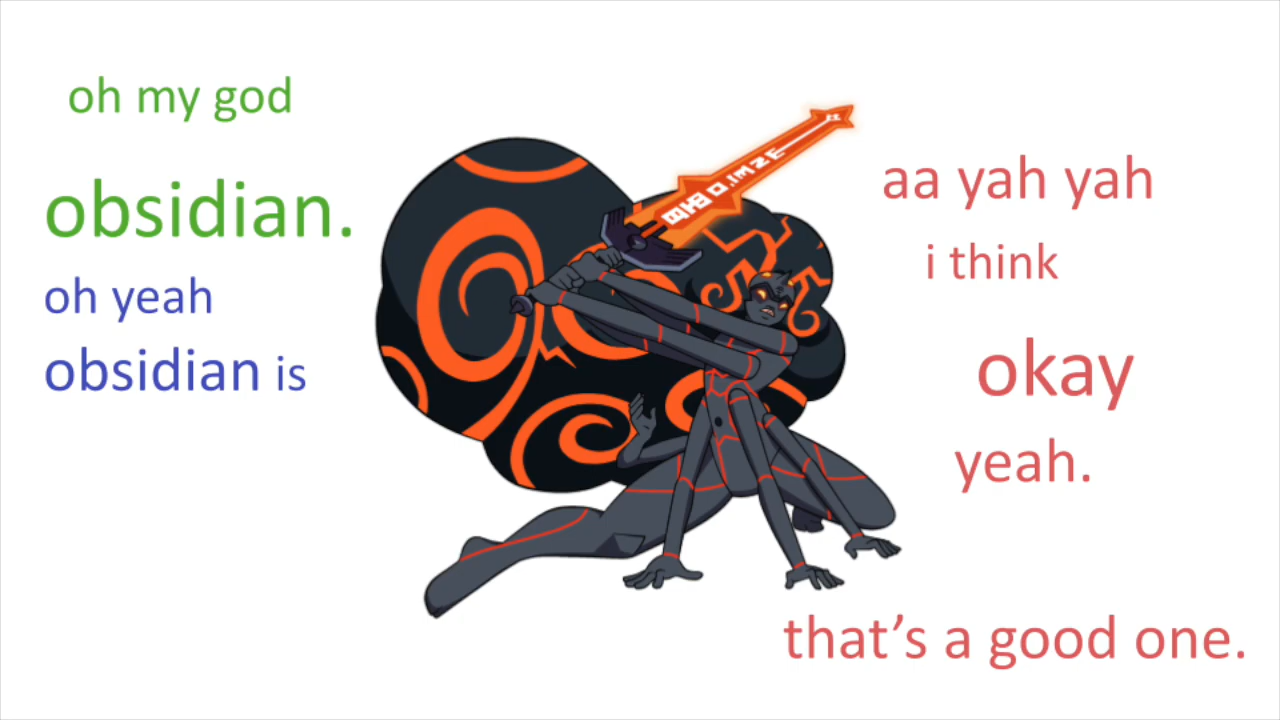 oh my god
obsidian.
oh yeah
obsidian is
aa yah yah
i think
okay
yeah.
that's a good one.